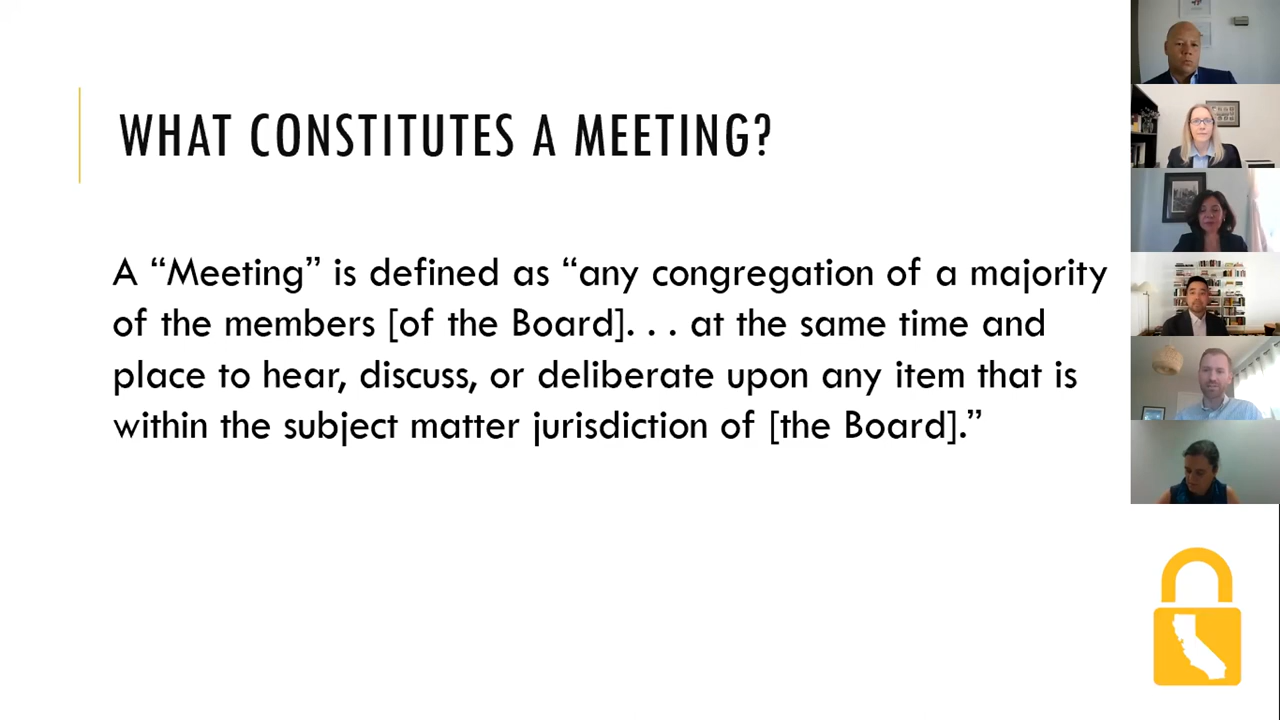 WHAT CONSTITUTES A MEETING?
A “Meeting” is defined as “any congregation of a majority
of the members [of the Board]. . . at the same time and
place to hear, discuss, or deliberate upon any item that is
within the subject matter jurisdiction of [the Board].”